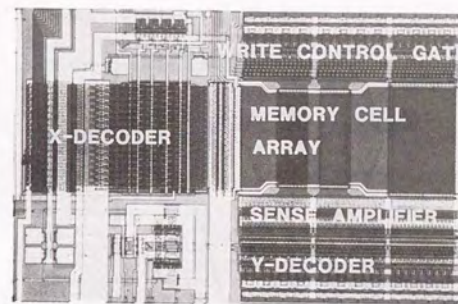 WRITE CONTROL GAT
X-DECODER
MEMORY CELL
ARRAY
SENSE AMPLIFIER
Y-DECODER